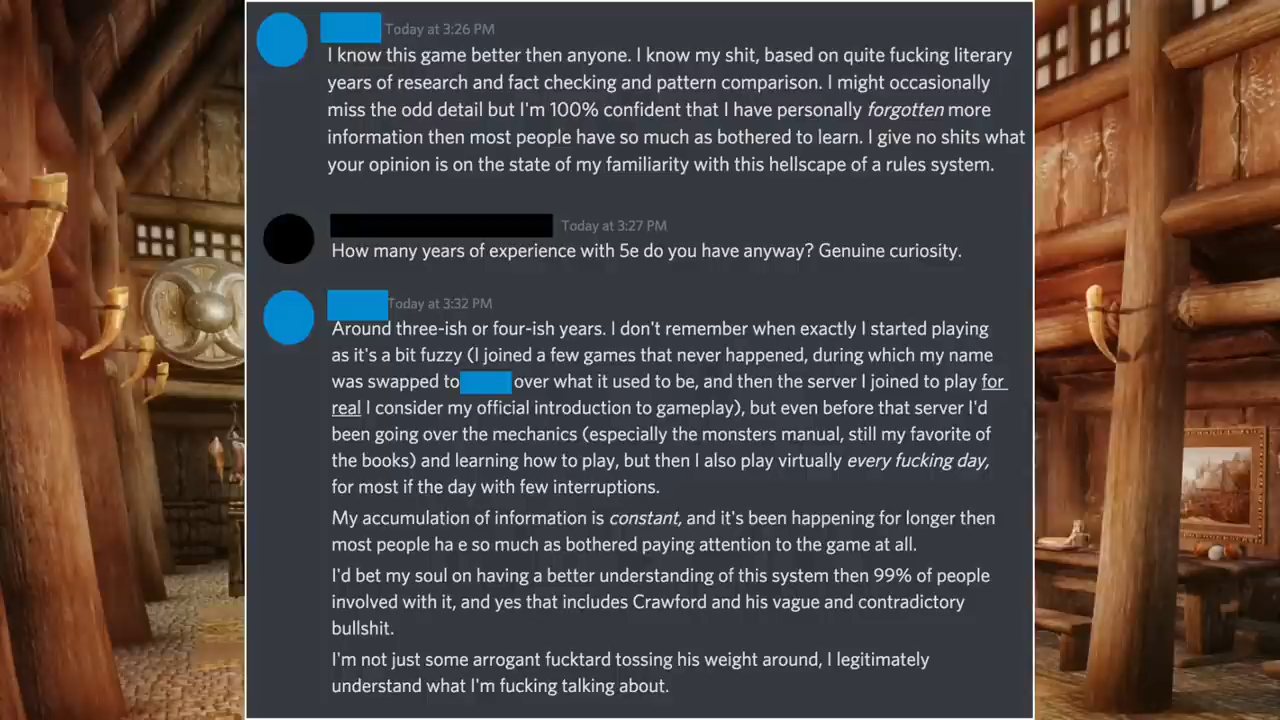 Today at 3:26 PM
I know this game better then anyone. I know my shit, based on quite fucking literary
years of research and fact checking and pattern comparison. I might occasionally
miss the odd detail but I'm 100% confident that I have personally forgotten more
information then most people have so much as bothered to learn. I give no shits what
your opinion is on the state of my familiarity with this hellscape of a rules system.
Today at 3:27 PM
How many years of experience with 5e do you have anyway? Genuine curiosity.
Today at 3:32 PM
Around three-ish or four-ish years. I don't remember when exactly I started playing
as it's a bit fuzzy (I joined a few games that never happened, during which my name
was swapped to over what it used to be, and then the server I joined to play for
real I consider my official introduction to gameplay), but even before that server I'd
been going over the mechanics (especially the monsters manual, still my favorite of
the books) and learning how to play, but then I also play virtually every fucking day,
for most if the day with few interruptions.
My accumulation of information is constant, and it's been happening for longer then
most people ha e so much as bothered paying attention to the game at all.
I'd bet my soul on having a better understanding of this system then 99% of people
involved with it, and yes that includes Crawford and his vague and contradictory
bullshit.
I'm not just some arrogant fucktard tossing his weight around, I legitimately
understand what I'm fucking talking about.